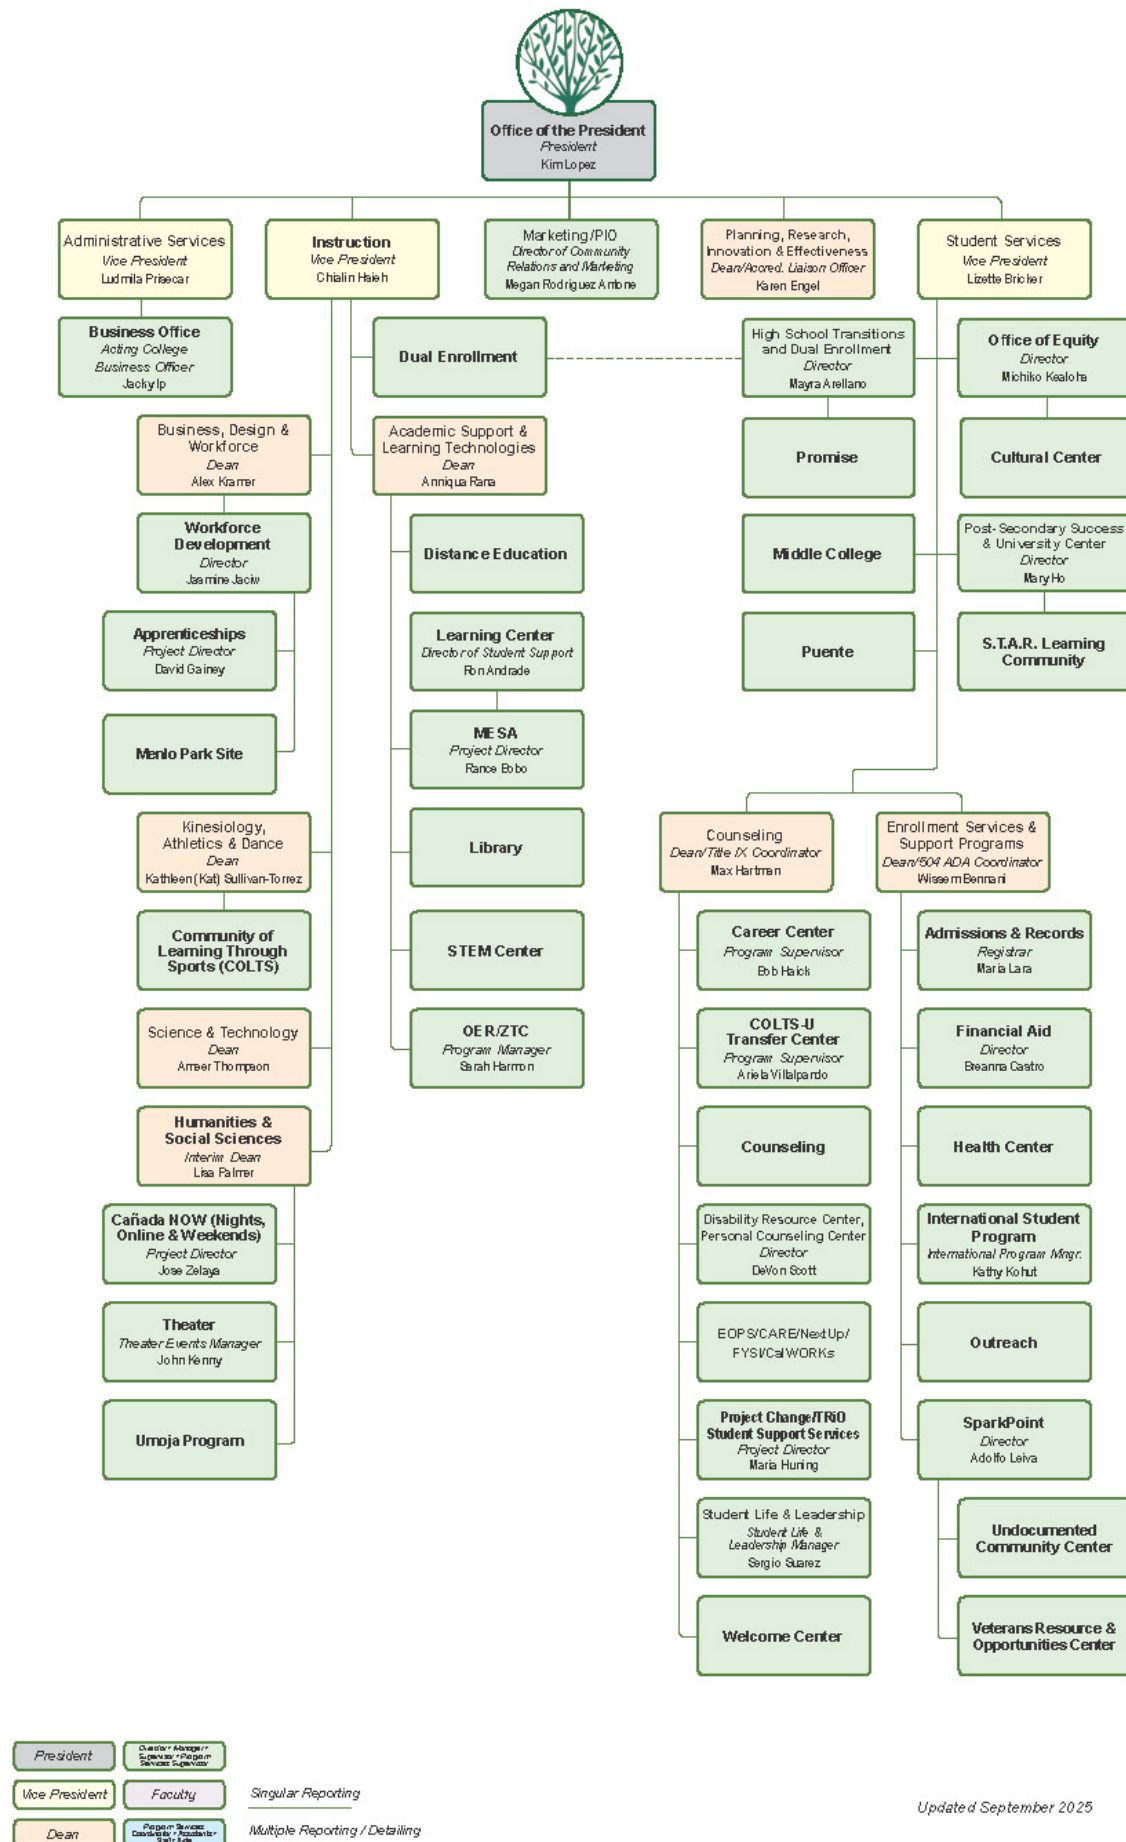 Office of the President
President
Kim Lopez
Administrative Services
Vice President
Ludmila Prisecar
Instruction
Vice President
Chialin Hsieh
Marketing/PIO
Director of Community
Relations and Marketing
Megan Rodriguez Antone
Planning, Research,
Innovation & Effectiveness
Dean/Accred. Liaison Officer
Karen Engel
Student Services
Vice President
Lizette Bricker
Business Office
Acting College
Business Officer
Jacky Ip
Dual Enrollment
High School Transitions
and Dual Enrollment
Director
Mayra Arellano
Office of Equity
Director
Michiko Kealoha
Business, Design &
Workforce
Dean
Alex Kramer
Academic Support &
Learning Technologies
Dean
Anniqua Rana
Promise
Cultural Center
Workforce
Development
Director
Jasmine Jaciw
Distance Education
Middle College
Post-Secondary Success
& University Center
Director
Mary Ho
Apprenticeships
Project Director
David Gainey
Learning Center
Director of Student Support
Ron Andrade
Puente
S.T.A.R. Learning
Community
Menlo Park Site
MESA
Project Director
Rance Bobo
Kinesiology,
Athletics & Dance
Dean
Kathleen (Kat) Sullivan-Torrez
Library
Counseling
Dean/Title IX Coordinator
Max Hartman
Enrollment Services &
Support Programs
Dean/504 ADA Coordinator
Wissem Bennani
Community of
Learning Through
Sports (COLTS)
STEM Center
Career Center
Program Supervisor
Bob Haick
Admissions & Records
Registrar
Maria Lara
Science & Technology
Dean
Ameer Thompson
OER/ZTC
Program Manager
Sarah Harmon
COLTS-U
Transfer Center
Program Supervisor
Ariela Villalpando
Financial Aid
Director
Breanna Castro
Humanities &
Social Sciences
Interim Dean
Lisa Palmer
Counseling
Health Center
Cañada NOW (Nights,
Online & Weekends)
Project Director
Jose Zelaya
Disability Resource Center,
Personal Counseling Center
Director
DeVon Scott
International Student
Program
International Program Mngr.
Kathy Kohut
Theater
Theater Events Manager
John Kenny
EOPS/CARE/NextUp/
FYSI/CalWORKs
Outreach
Umoja Program
Project Change/TRiO
Student Support Services
Project Director
Maria Huning
SparkPoint
Director
Adolfo Leiva
Student Life & Leadership
Student Life &
Leadership Manager
Sergio Suarez
Undocumented
Community Center
Welcome Center
Veterans Resource &
Opportunities Center
President
Director • Manager •
Supervisor • Program
Services Supervisor
Vice President
Faculty
Singular Reporting
Updated September 2025
Dean
Program Services
Multiple Reporting / Detailing